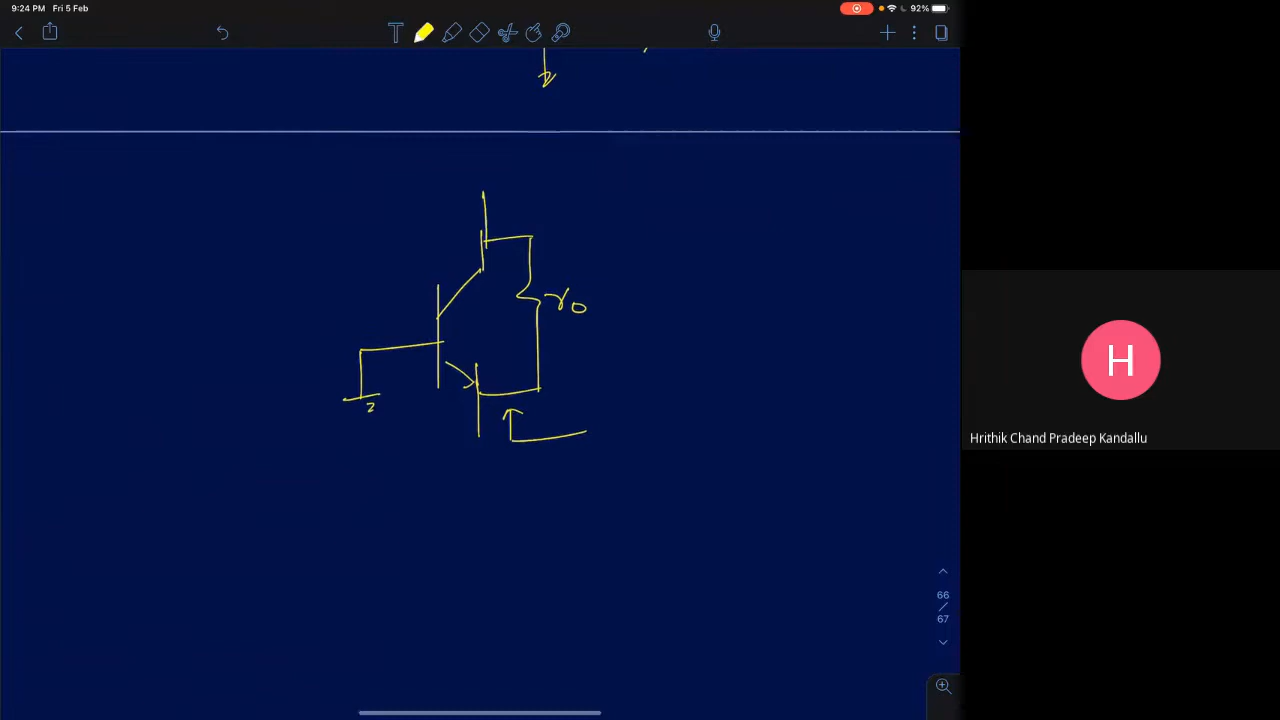 9:24 PM Fri 5 Feb
92%
T
r₀
H
Hrithik Chand Pradeep Kandallu
66
/
67